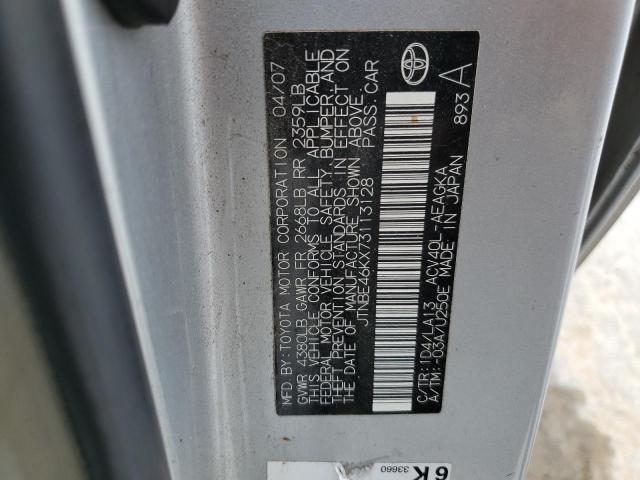 MFD BY:TOYOTA MOTOR CORPORATION 04/07
GVWR 4380LB GAWR FR 2668LB RR 2359LB
THIS VEHICLE CONFORMS TO ALL APPLICABLE
FEDERAL MOTOR VEHICLE SAFETY, BUMPER, AND
THEFT PREVENTION STANDARDS IN EFFECT ON
THE DATE OF MANUFACTURE SHOWN ABOVE.
JTNBE46KX73113128 PASS.CAR
C/TR:1D4/LA13 ACV40L-AEAGKA
A/TM:-03A/U250E MADE IN JAPAN
893A
6K
33660